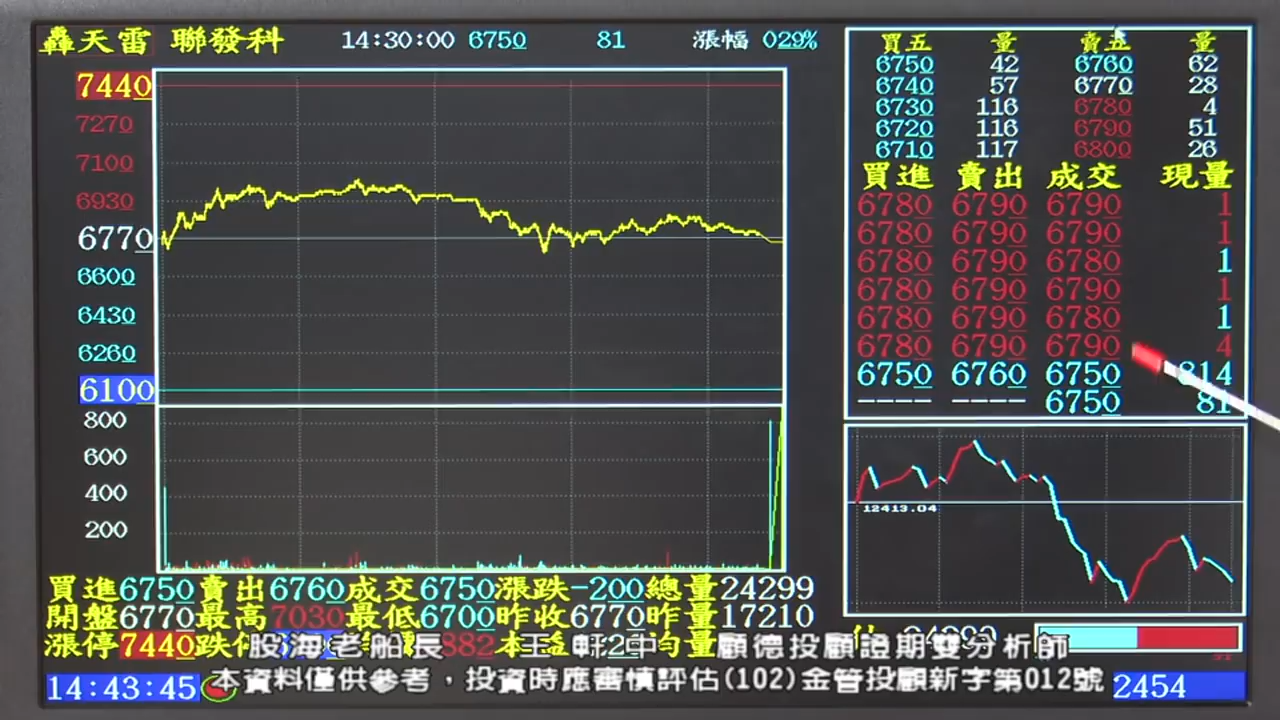 轟天雷 聯發科 14:30:00 6750 81 漲幅 029%
7440
7270
7100
6930
6770
6600
6430
6260
6100
800
600
400
200
買五 量 賣五 量
6750 42 6760 62
6740 57 6770 28
6730 116 6780 4
6720 116 6790 51
6710 117 6800 26
買進 賣出 成交 現量
6780 6790 6790 1
6780 6790 6790 1
6780 6790 6780 1
6780 6790 6790 1
6780 6790 6780 1
6780 6790 6790 4
6750 6760 6750 814
---- ---- 6750 81
12413.04
買進6750賣出6760成交6750漲跌-200總量24299
開盤6770最高7030最低6700昨收6770昨量17210
漲停7440跌
股海老船長 王軒中 顧德投顧證期雙分析師
14:43:45
本資料僅供參考,投資時應審慎評估(102)金管投顧新字第012號
2454